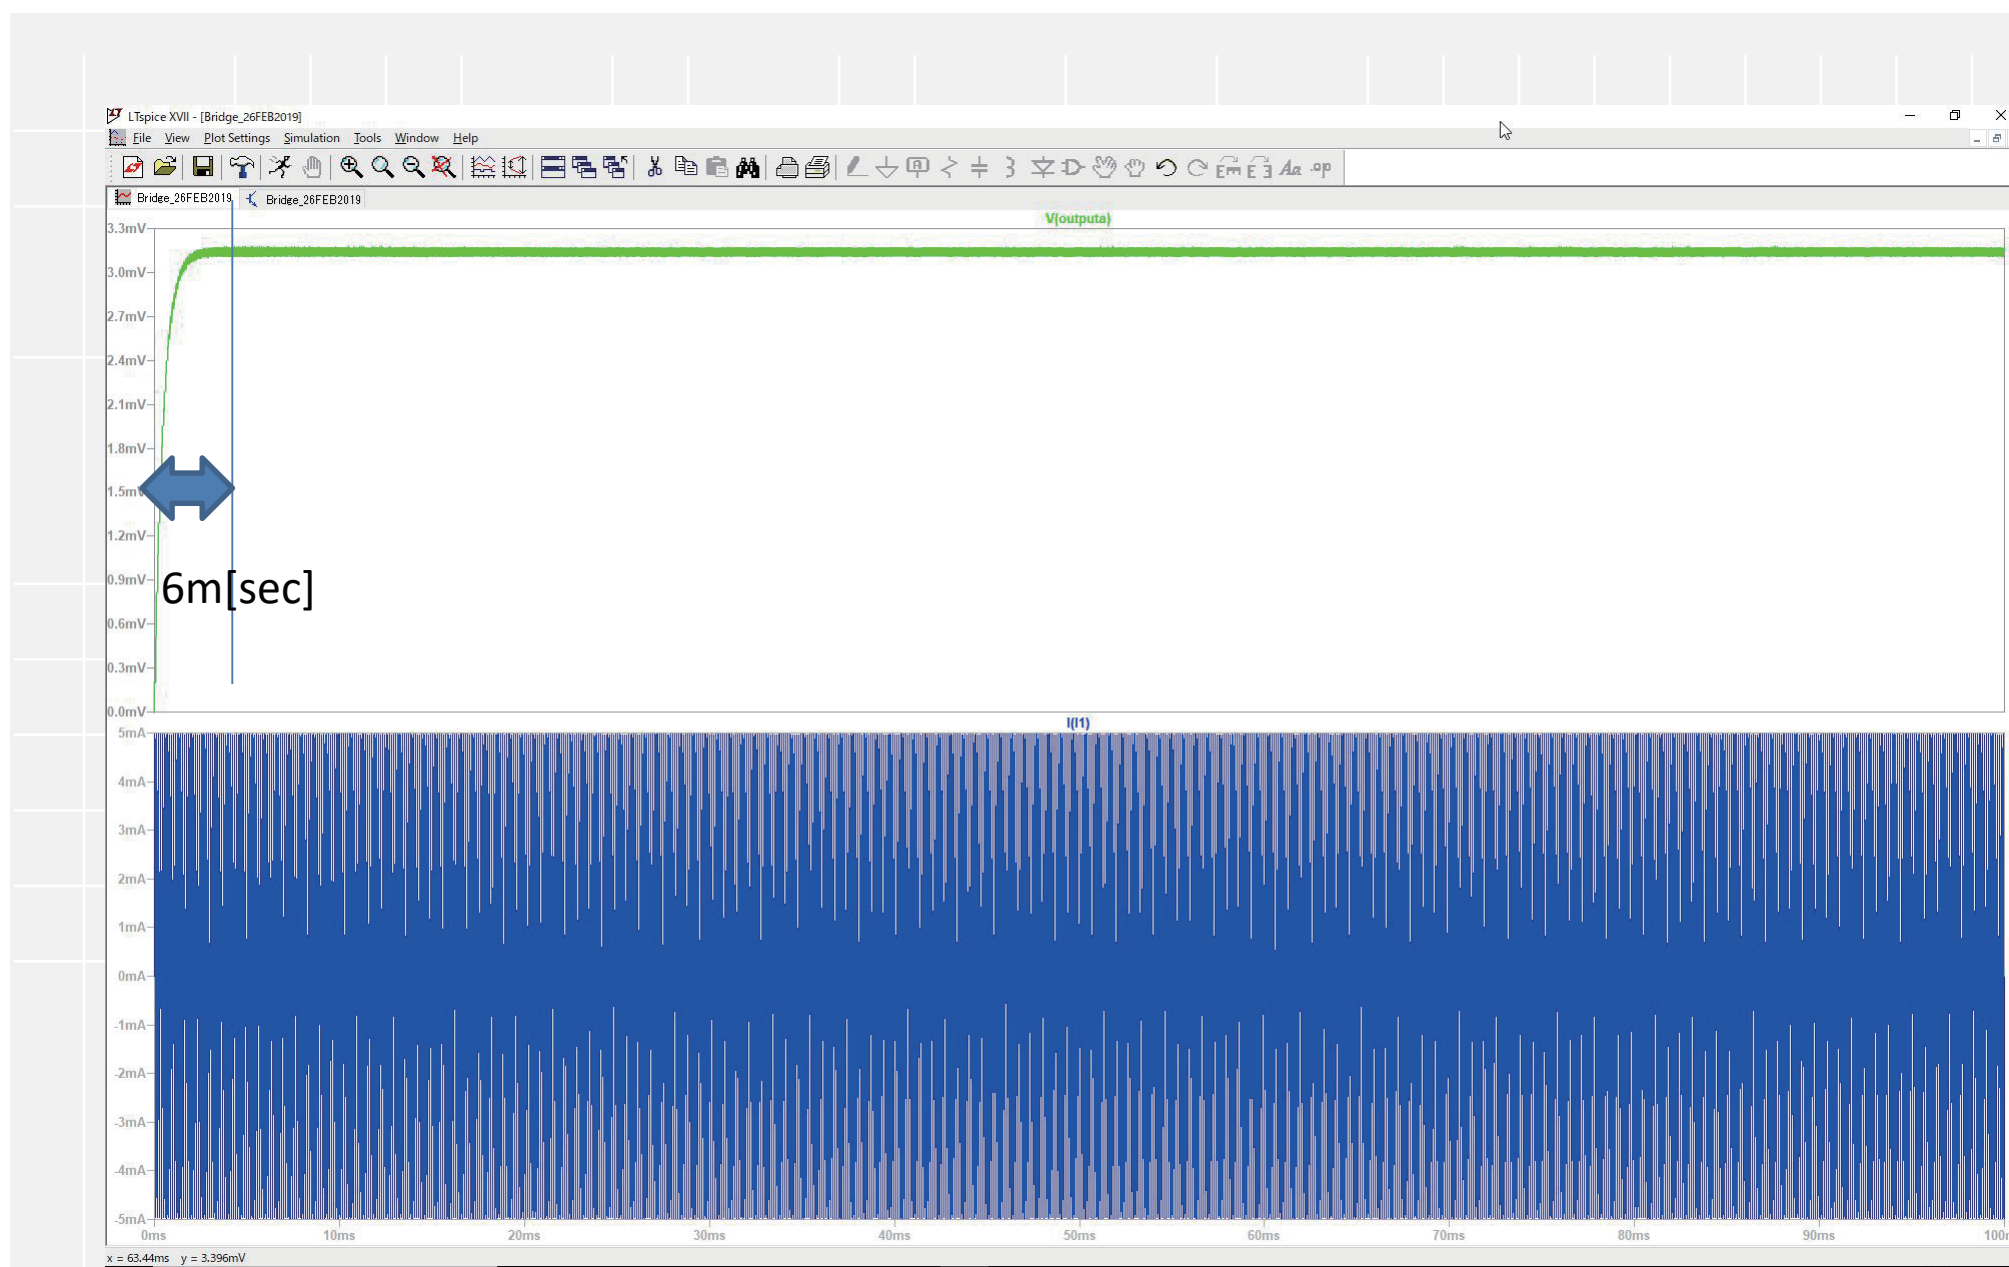 LTspice XVII - [Bridge_26FEB2019]
File View Plot Settings Simulation Tools Window Help
Bridge_26FEB2019 Bridge_26FEB2019
V(outputa)
3.3mV
3.0mV
2.7mV
2.4mV
2.1mV
1.8mV
1.5mV
1.2mV
0.9mV
6m[sec]
0.6mV
0.3mV
0.0mV
I(I1)
5mA
4mA
3mA
2mA
1mA
0mA
-1mA
-2mA
-3mA
-4mA
-5mA
0ms 10ms 20ms 30ms 40ms 50ms 60ms 70ms 80ms 90ms 100m
x = 63.44ms y = 3.396mV